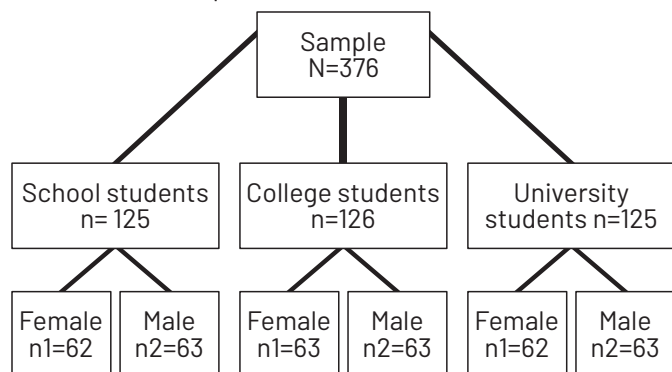 Sample
N=376
School students
n= 125
College students
n=126
University
students n=125
Female
n1=62
Male
n2=63
Female
n1=63
Male
n2=63
Female
n1=62
Male
n2=63